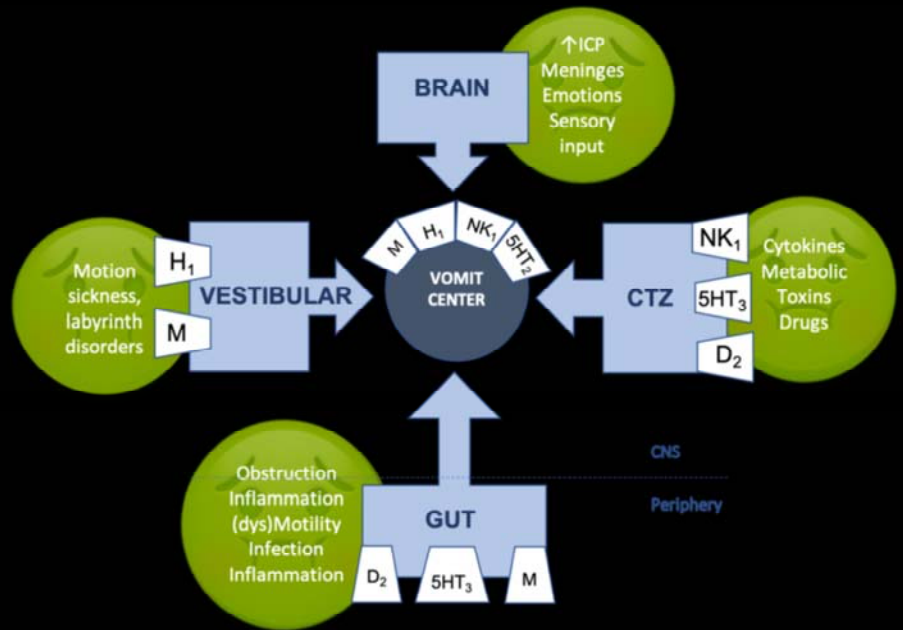 BRAIN
↑ICP
Meninges
Emotions
Sensory
input
M
H₁
NK₁
5HT₂
VOMIT
CENTER
Motion
sickness,
labyrinth
disorders
H₁
M
VESTIBULAR
CTZ
NK₁
5HT₃
D₂
Cytokines
Metabolic
Toxins
Drugs
CNS
Periphery
Obstruction
Inflammation
(dys)Motility
Infection
Inflammation
GUT
D₂
5HT₃
M